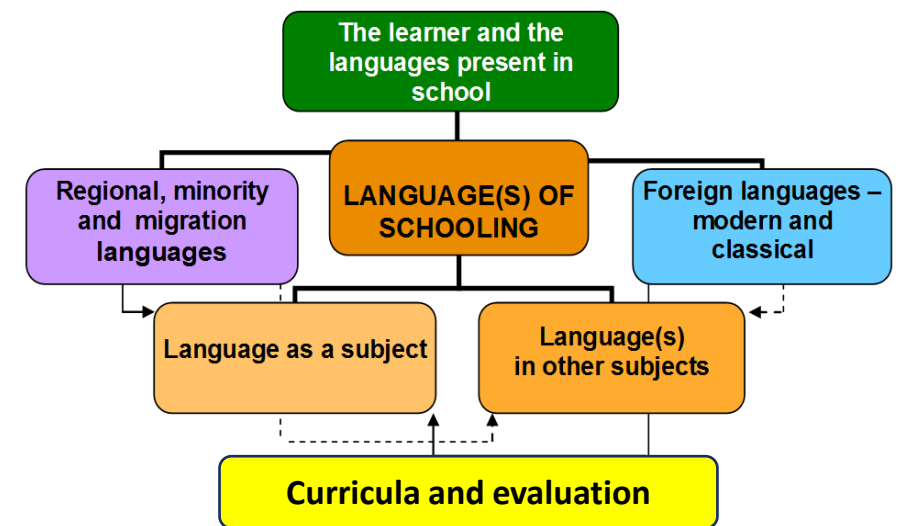 The learner and the
languages present in
school
LANGUAGE(S) OF
SCHOOLING
Regional, minority
and migration
languages
Foreign languages –
modern and
classical
Language as a subject
Language(s)
in other subjects
Curricula and evaluation